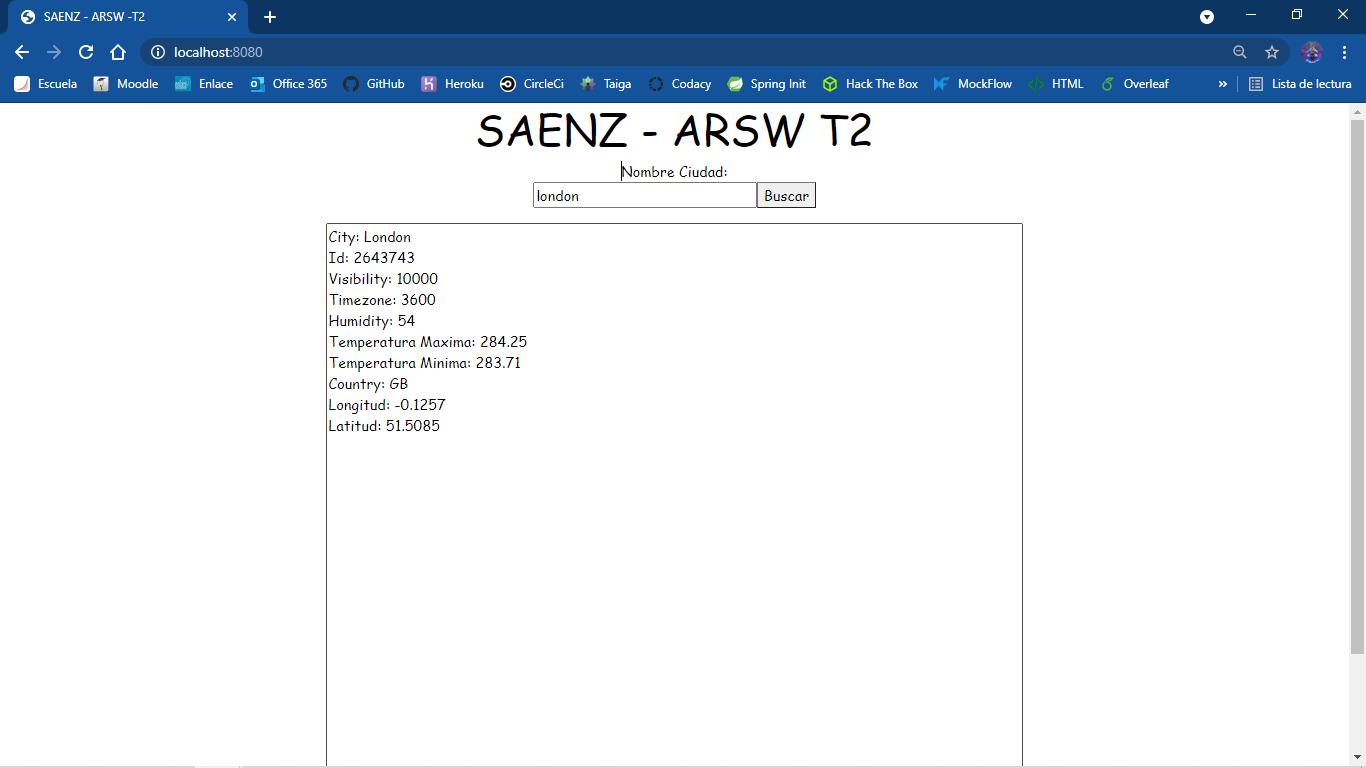 SAENZ - ARSW -T2
localhost:8080
Escuela Moodle Enlace Office 365 GitHub Heroku CircleCi Taiga Codacy Spring Init Hack The Box MockFlow HTML Overleaf » Lista de lectura
SAENZ - ARSW T2
Nombre Ciudad:
london Buscar
City: London
Id: 2643743
Visibility: 10000
Timezone: 3600
Humidity: 54
Temperatura Maxima: 284.25
Temperatura Minima: 283.71
Country: GB
Longitud: -0.1257
Latitud: 51.5085